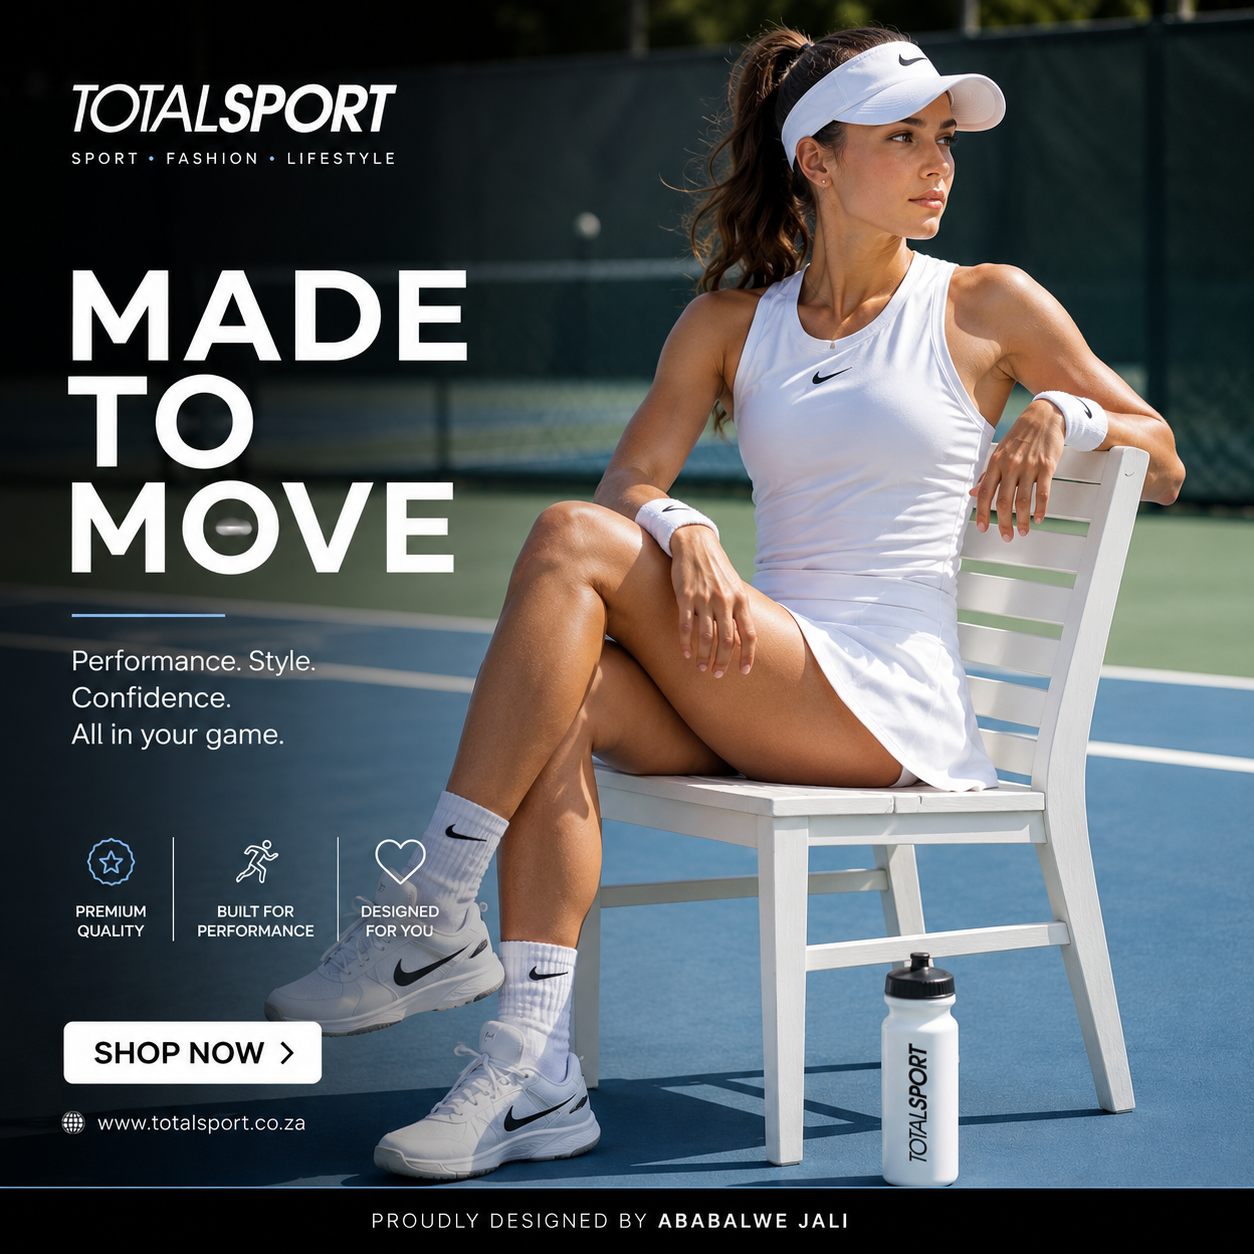 TOTALSPORT
SPORT • FASHION • LIFESTYLE
MADE
TO
MOVE
Performance. Style.
Confidence.
All in your game.
PREMIUM
QUALITY
BUILT FOR
PERFORMANCE
DESIGNED
FOR YOU
SHOP NOW >
www.totalsport.co.za
TOTALSPORT
PROUDLY DESIGNED BY ABABALWE JALI